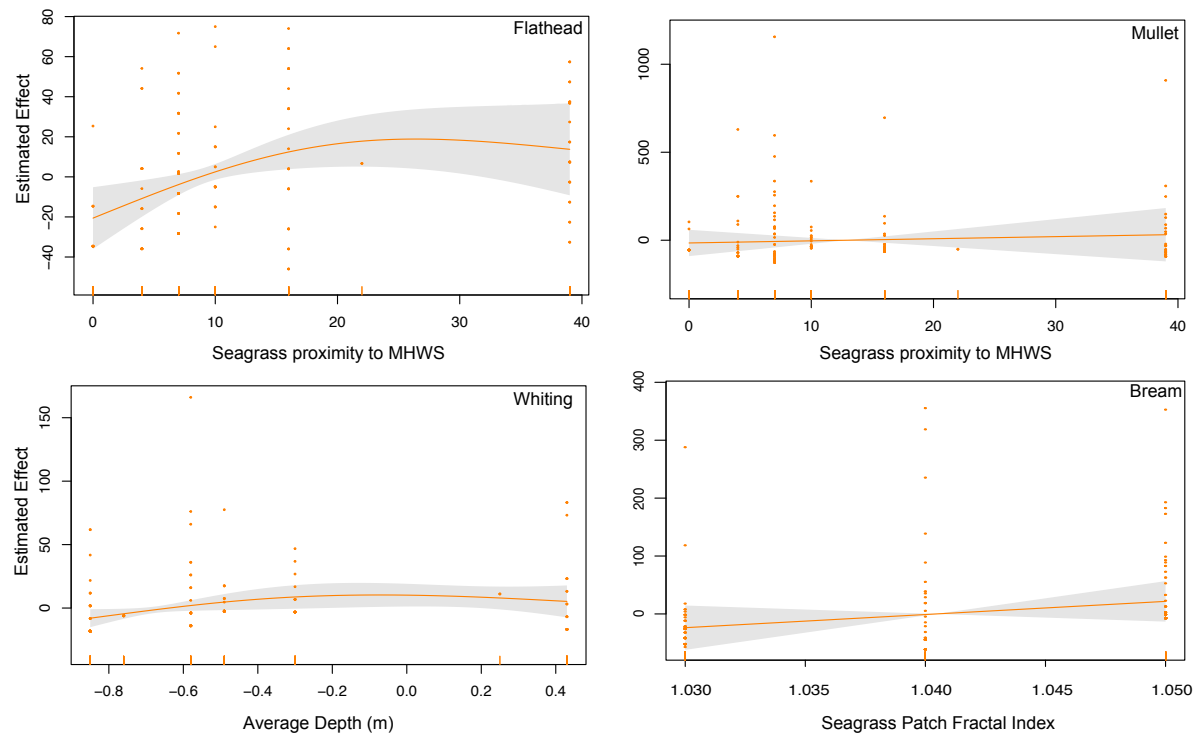 Flathead
Estimated Effect
80
60
40
20
0
−20
−40
0 10 20 30 40
Seagrass proximity to MHWS
Mullet
1000
500
0
0 10 20 30 40
Seagrass proximity to MHWS
Whiting
Estimated Effect
150
100
50
0
−0.8 −0.6 −0.4 −0.2 0.0 0.2 0.4
Average Depth (m)
Bream
400
300
200
100
0
1.030 1.035 1.040 1.045 1.050
Seagrass Patch Fractal Index